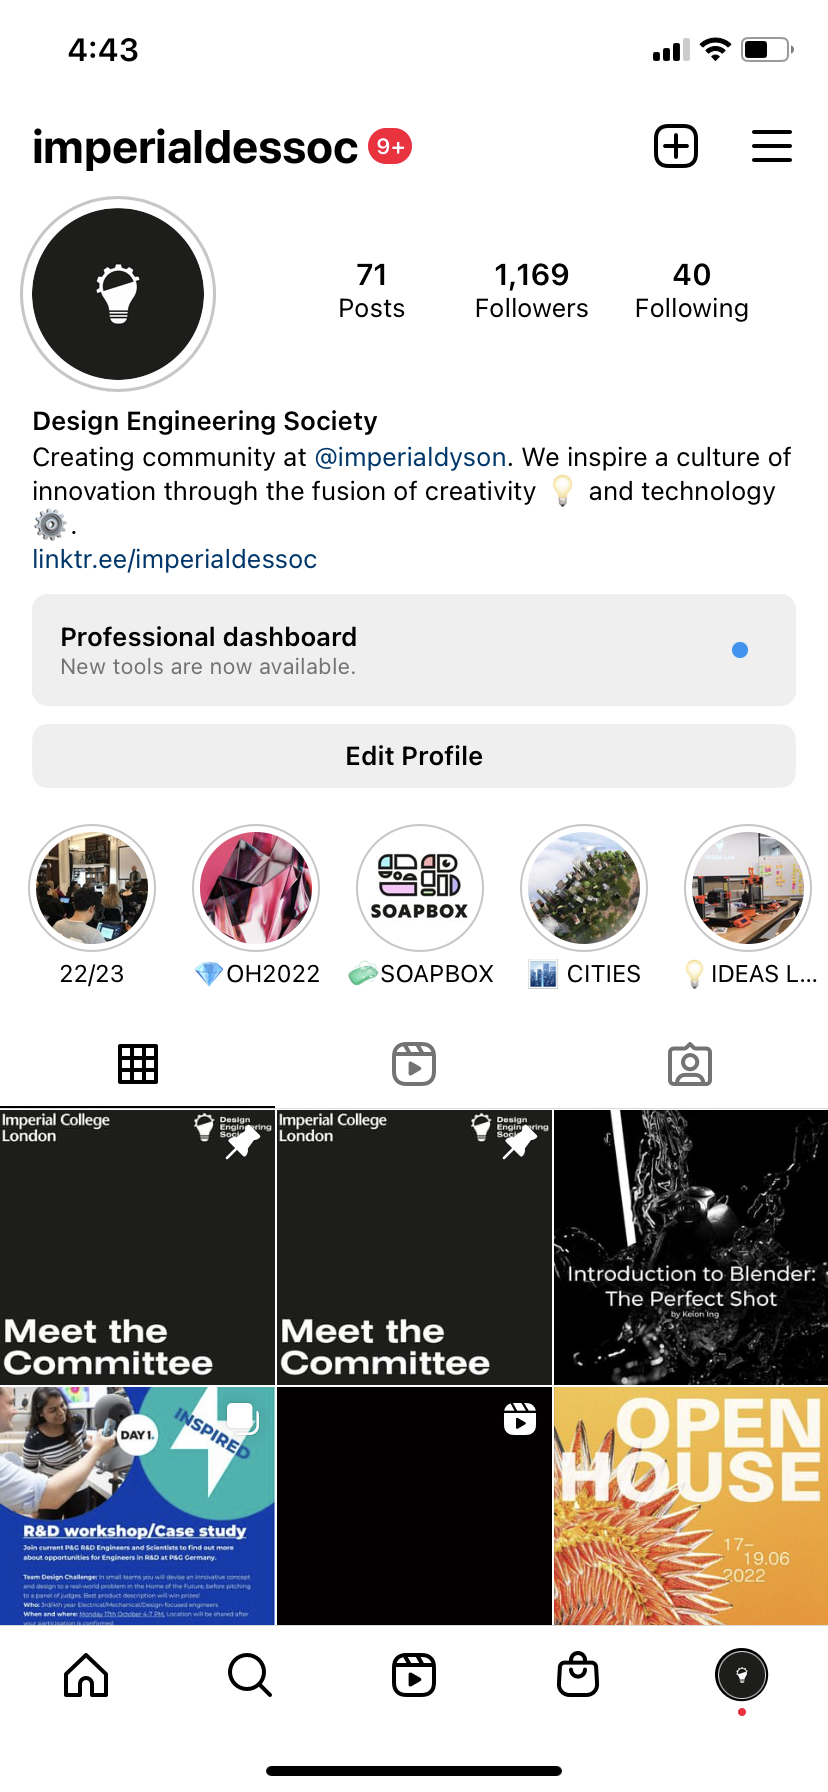 4:43
imperialdessoc 9+
71
Posts
1,169
Followers
40
Following
Design Engineering Society
Creating community at @imperialdyson. We inspire a culture of
innovation through the fusion of creativity 💡 and technology
⚙️.
linktr.ee/imperialdessoc
Professional dashboard
New tools are now available.
Edit Profile
SOAPBOX
22/23
💎OH2022
🧼SOAPBOX
🏙️ CITIES
💡IDEAS L...
Imperial College
London
Design
Engineering
Meet the
Committee
Imperial College
London
Design
Engineering
Meet the
Committee
Introduction to Blender:
The Perfect Shot
by Keion Ing
DAY 1.
INSPIRED
R&D workshop/Case study
Join current P&G R&D Engineers and Scientists to find out more
about opportunities for Engineers in R&D at P&G Germany.
Team Design Challenge: In small teams you will devise an innovative concept
and design to a real-world problem in the Home of the Future, before pitching
to a panel of judges. Best product description will win prizes!
Who: 3rd/4th year Electrical/Mechanical/Design-focused engineers
When and where: Monday 17th October 4-7 PM, Location will be shared after
your participation is confirmed
OPEN
HOUSE
17–
19.06
2022